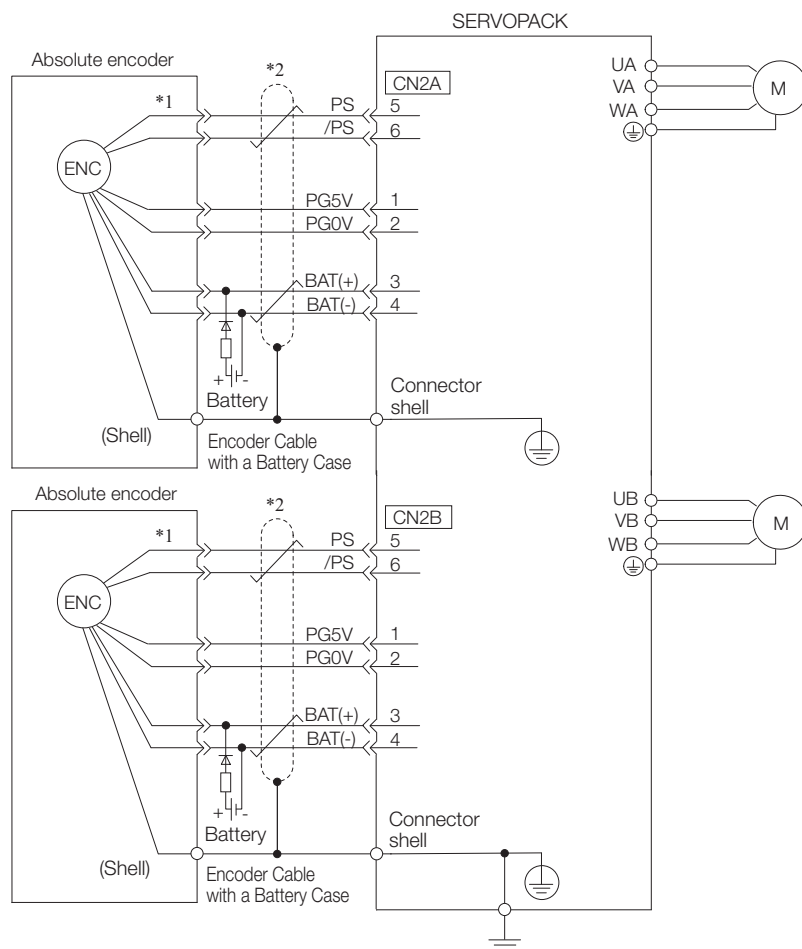 SERVOPACK
Absolute encoder
*1
*2
CN2A
ENC
PS
5
/PS
6
PG5V
1
PG0V
2
BAT(+)
3
BAT(-)
4
+
-
Battery
(Shell)
Encoder Cable
with a Battery Case
Connector
shell
UA
VA
WA
M
Absolute encoder
*1
*2
CN2B
ENC
PS
5
/PS
6
PG5V
1
PG0V
2
BAT(+)
3
BAT(-)
4
+
-
Battery
(Shell)
Encoder Cable
with a Battery Case
Connector
shell
UB
VB
WB
M